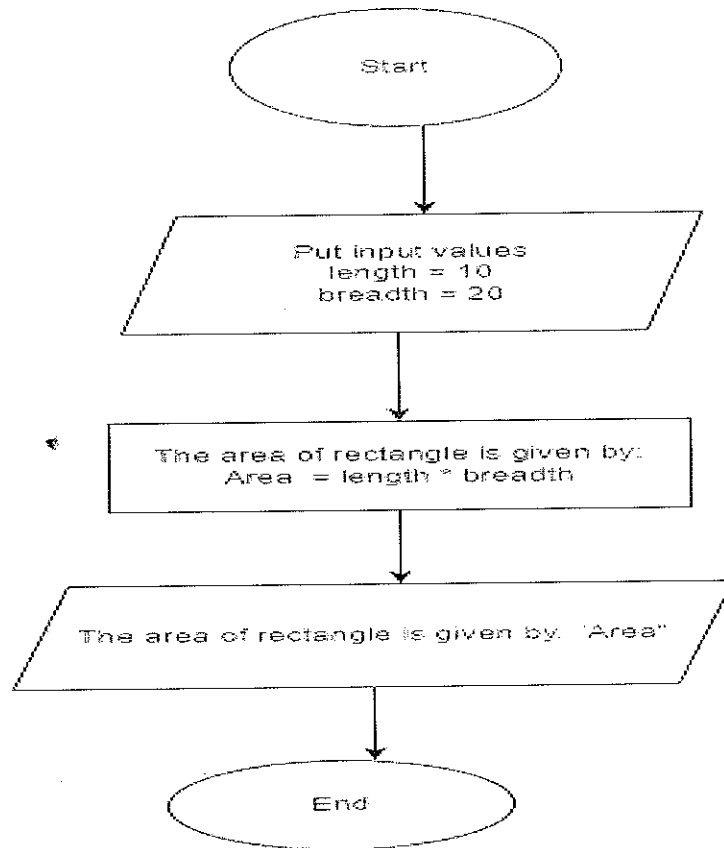 Start
Put input values
length = 10
breadth = 20
The area of rectangle is given by:
Area = length * breadth
The area of rectangle is given by: "Area"
End